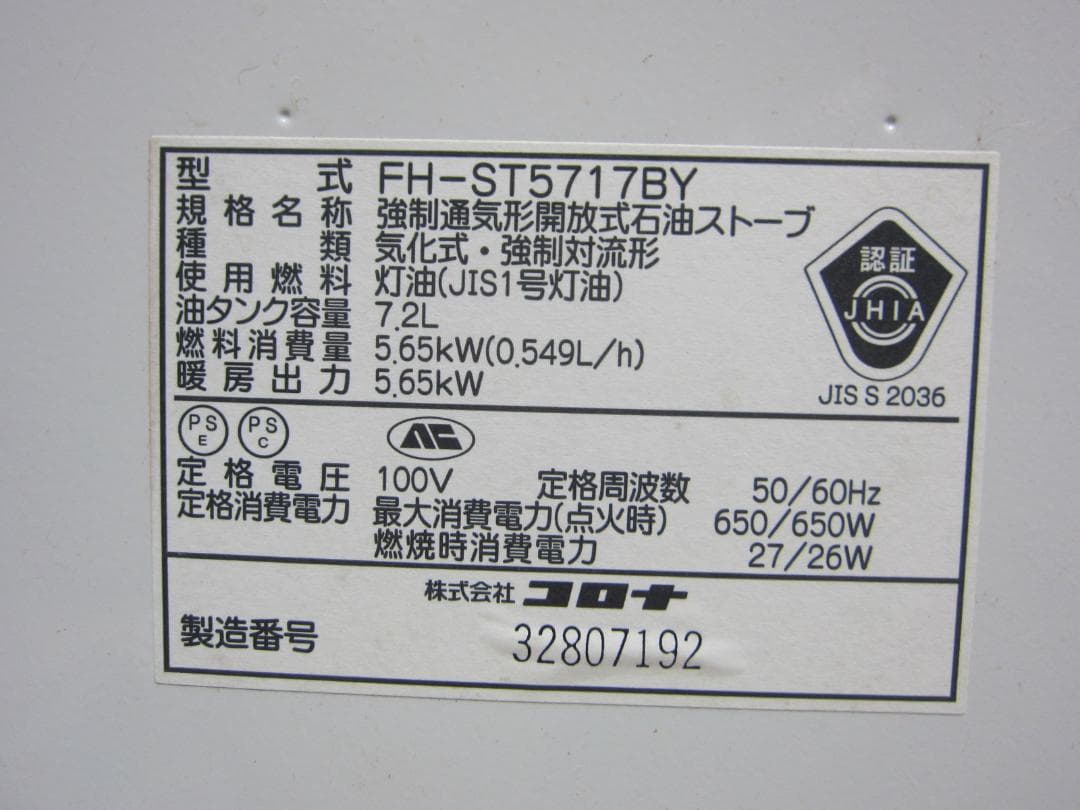 型式 FH-ST5717BY
規格名称 強制通気形開放式石油ストーブ
種類 気化式・強制対流形
使用燃料 灯油(JIS1号灯油)
油タンク容量 7.2L
燃料消費量 5.65kW(0.549L/h)
暖房出力 5.65kW
認証
JHIA
JIS S 2036
PS E PS C
定格電圧 100V 定格周波数 50/60Hz
定格消費電力 最大消費電力(点火時) 650/650W
燃焼時消費電力 27/26W
株式会社 コロナ
製造番号 32807192